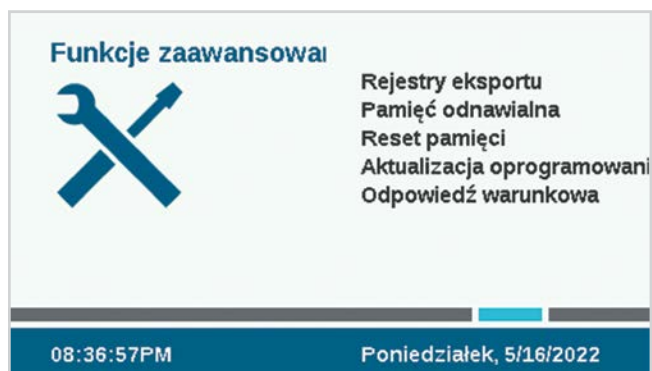 Funkcje zaawansowa
Rejestry eksportu
Pamięć odnawialna
Reset pamięci
Aktualizacja oprogramowani
Odpowiedź warunkowa
08:36:57PM
Poniedziałek, 5/16/2022